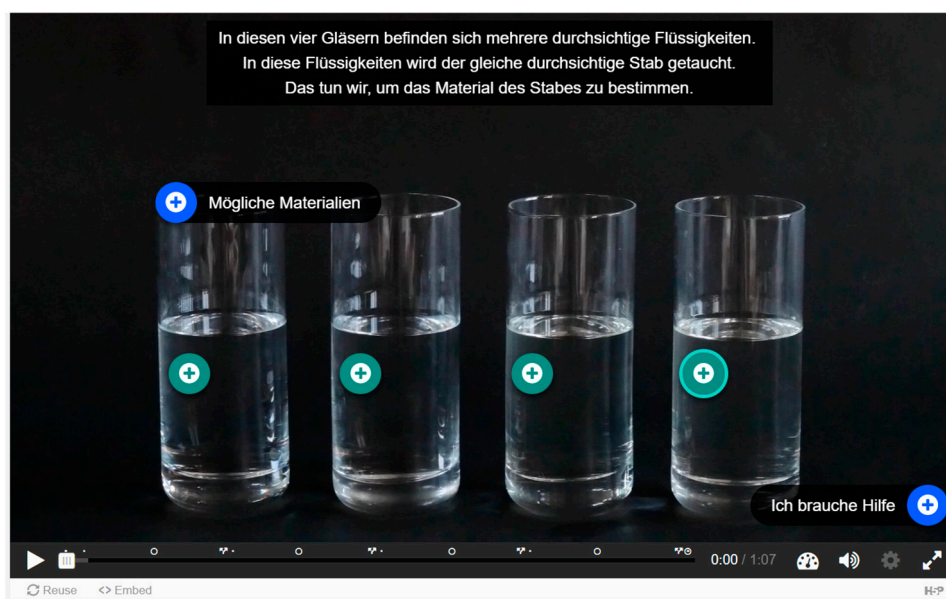 In diesen vier Gläsern befinden sich mehrere durchsichtige Flüssigkeiten.
In diese Flüssigkeiten wird der gleiche durchsichtige Stab getaucht.
Das tun wir, um das Material des Stabes zu bestimmen.
Mögliche Materialien
Ich brauche Hilfe
0:00 / 1:07
Reuse
<> Embed
H5P